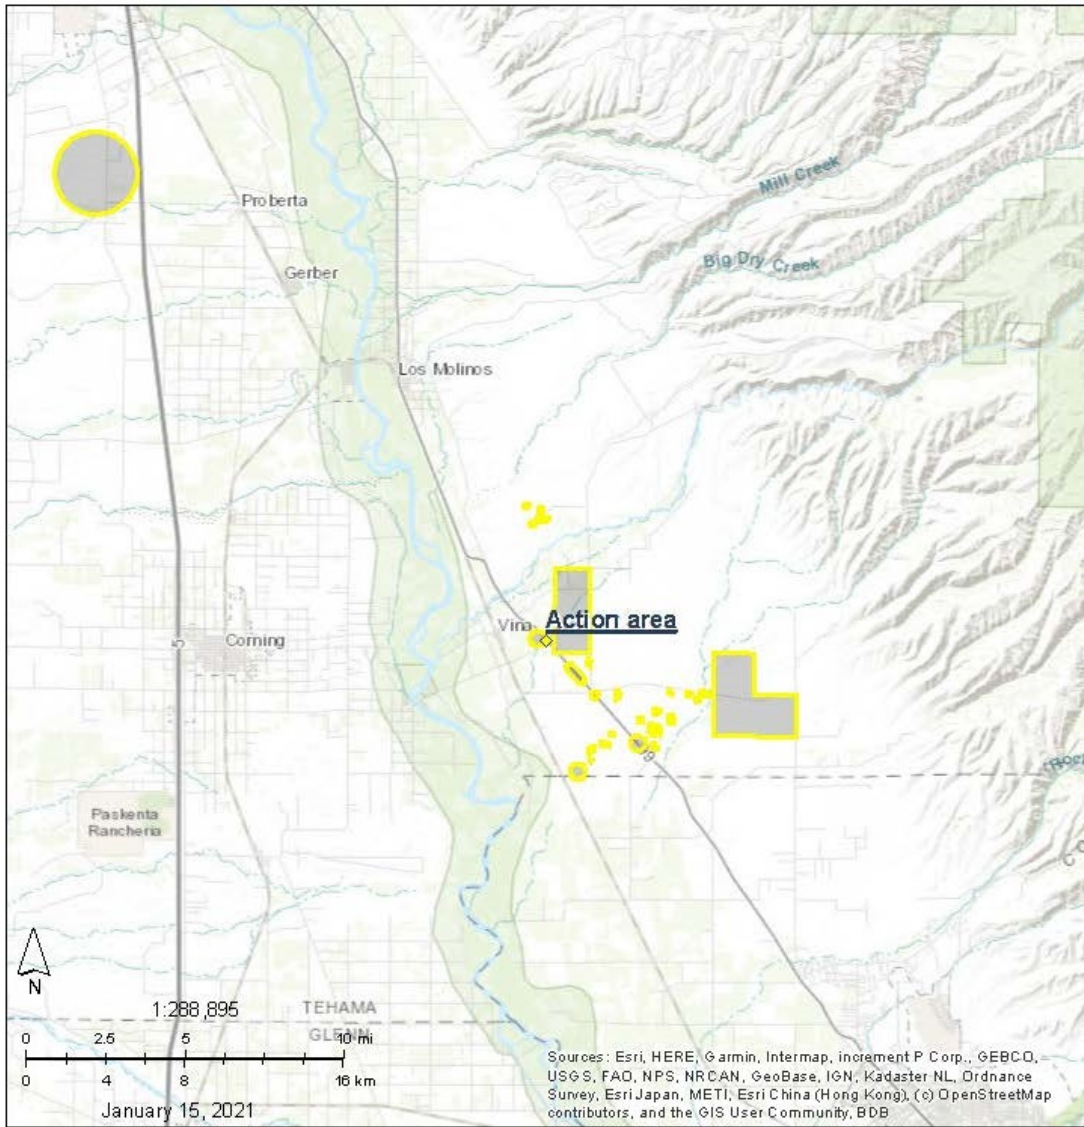 Mill Creek
Proberta
Big Dry Creek
Gerber
Los Molinos
Vina
Action area
5
Corning
99
Paskenta
Rancheria
N
1:288,895
TEHAMA
GLENN
0 2.5 5 10 mi
0 4 8 16 km
January 15, 2021
Sources: Esri, HERE, Garmin, Intermap, increment P Corp., GEBCO,
USGS, FAO, NPS, NRCAN, GeoBase, IGN, Kadaster NL, Ordnance
Survey, Esri Japan, METI, Esri China (Hong Kong), (c) OpenStreetMap
contributors, and the GIS User Community, BDB